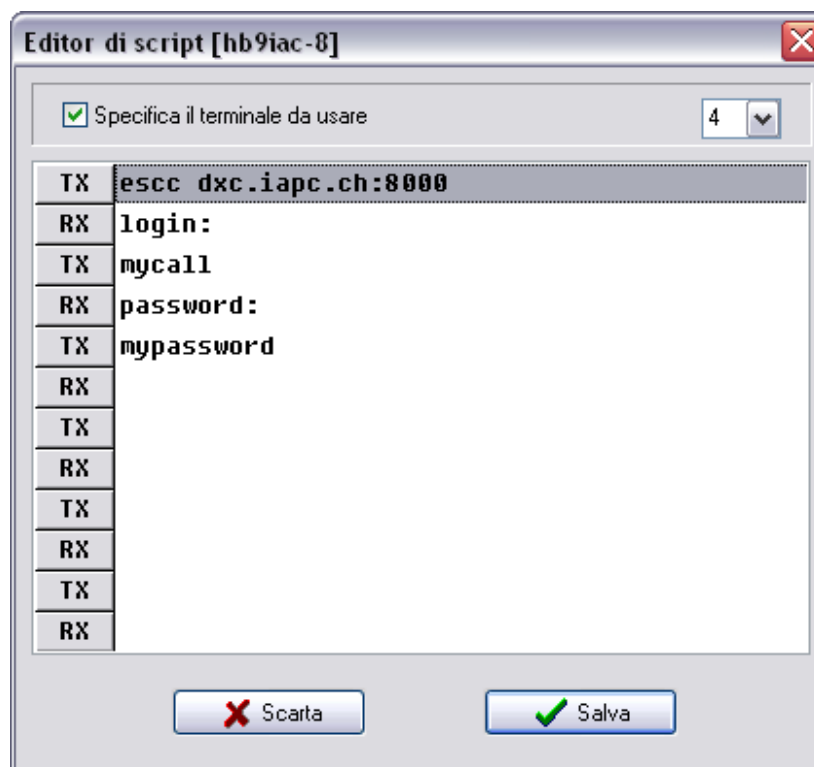 Editor di script [hb9iac-8]
Specifica il terminale da usare 4
TX escc dxc.iapc.ch:8000
RX login:
TX mycall
RX password:
TX mypassword
RX
TX
RX
TX
RX
TX
RX
Scarta Salva